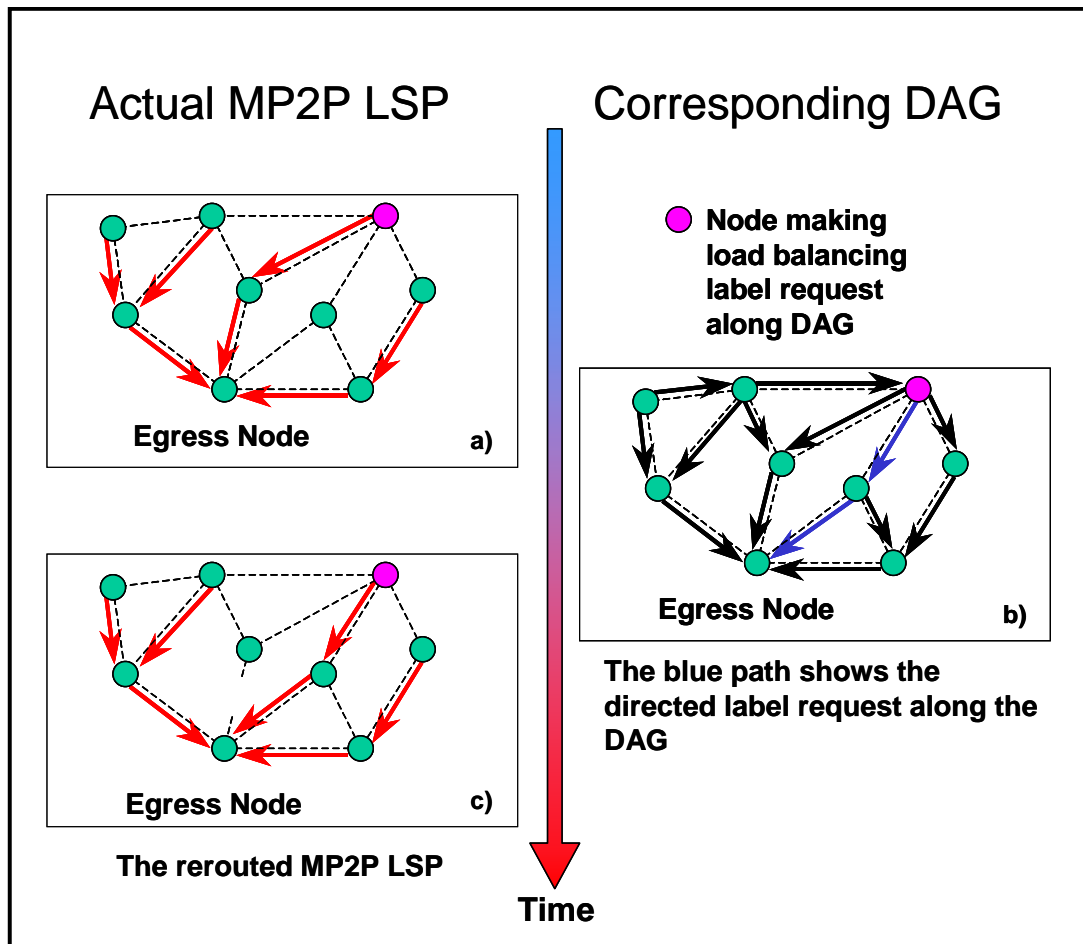 Actual MP2P LSP
Corresponding DAG
Egress Node
a)
Node making
load balancing
label request
along DAG
Egress Node
b)
The blue path shows the
directed label request along the
DAG
Egress Node
c)
The rerouted MP2P LSP
Time